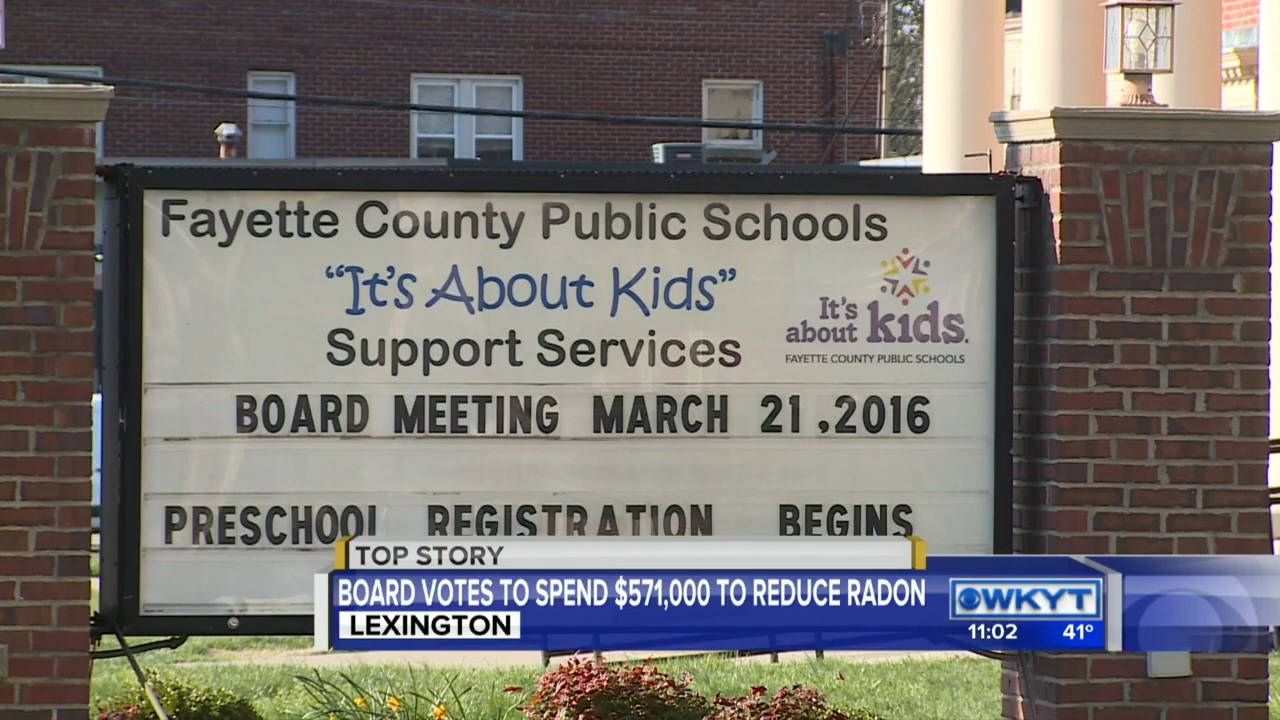 Fayette County Public Schools
“It's About Kids”
Support Services
It's
about kids.
FAYETTE COUNTY PUBLIC SCHOOLS
BOARD MEETING MARCH 21,2016
PRESCHOOL REGISTRATION BEGINS
TOP STORY
BOARD VOTES TO SPEND $571,000 TO REDUCE RADON
LEXINGTON
WKYT
11:02 41°